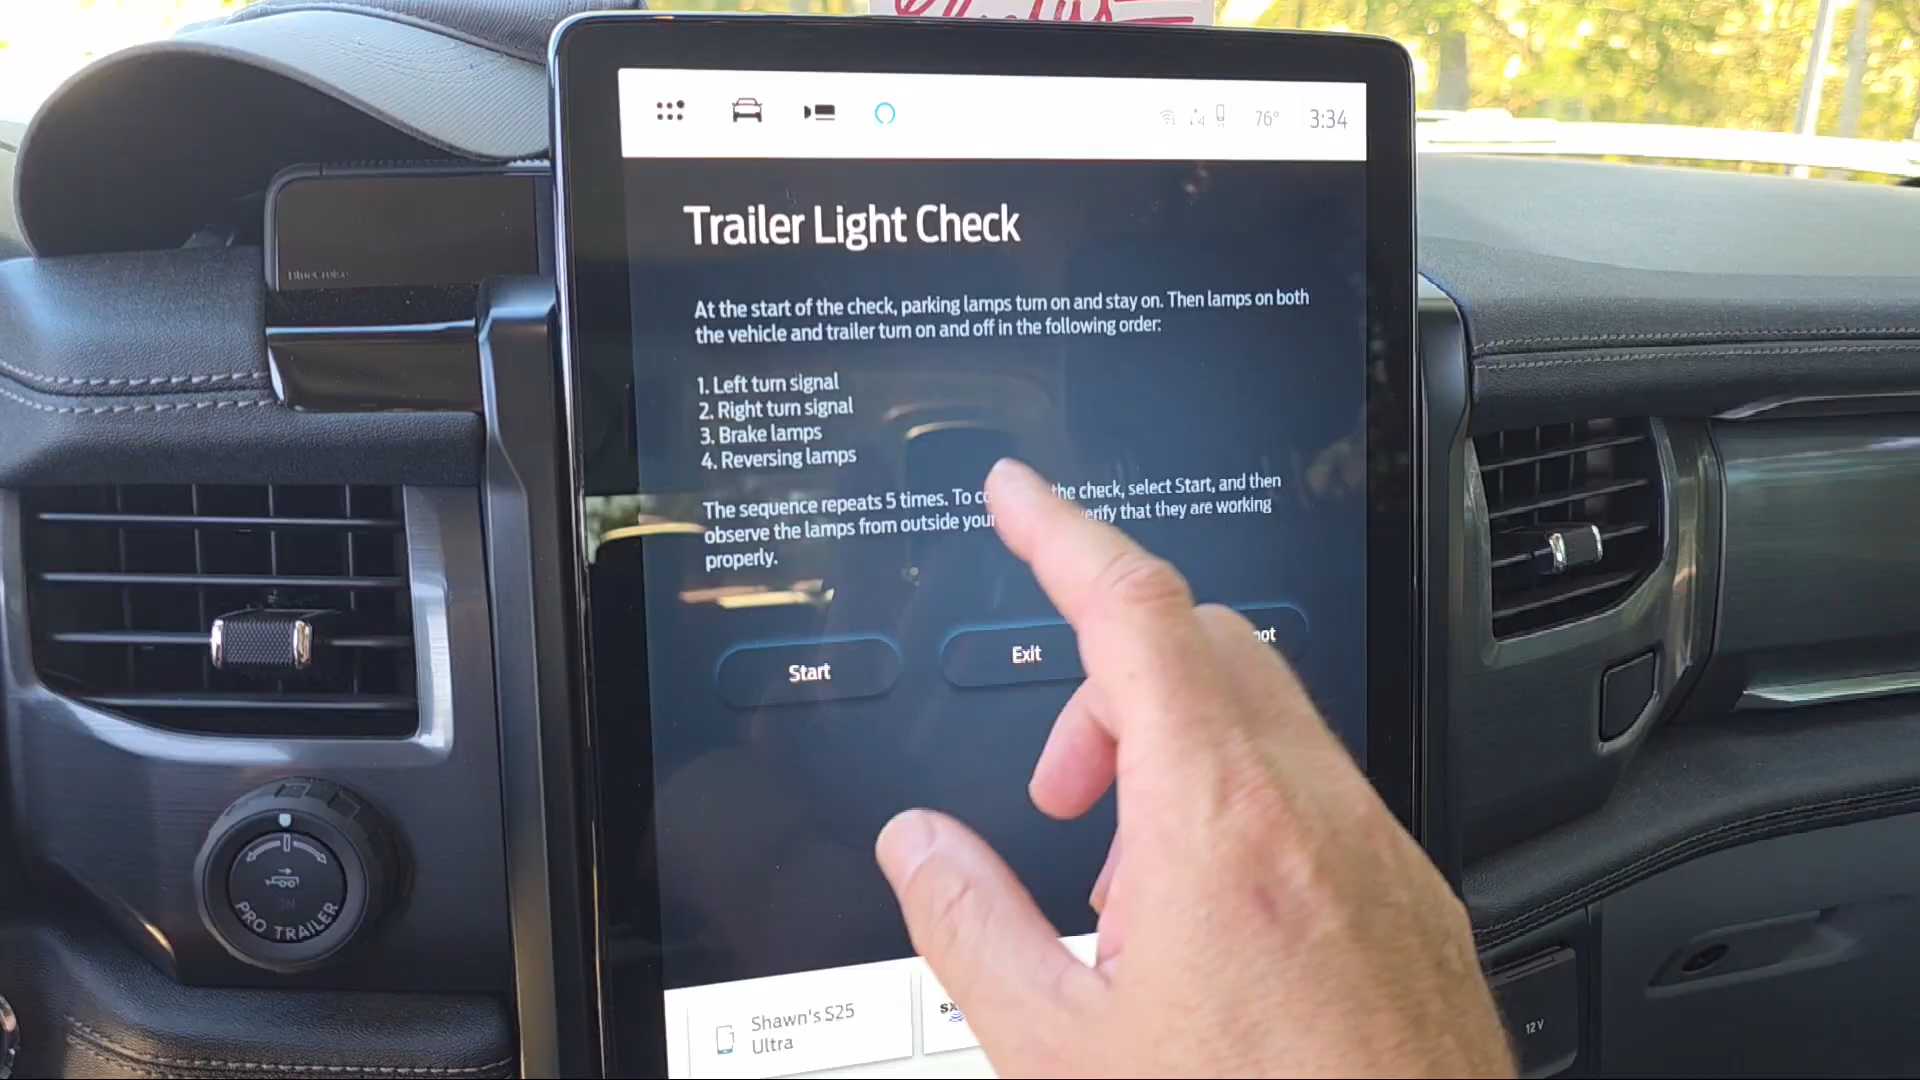 76° 3:34
Trailer Light Check
BlueCruise
At the start of the check, parking lamps turn on and stay on. Then lamps on both
the vehicle and trailer turn on and off in the following order:
1. Left turn signal
2. Right turn signal
3. Brake lamps
4. Reversing lamps
The sequence repeats 5 times. To the check, select Start, and then
observe the lamps from outside that they are working
properly.
Start Exit
PRO TRAILER
Shawn's S25
Ultra
12V